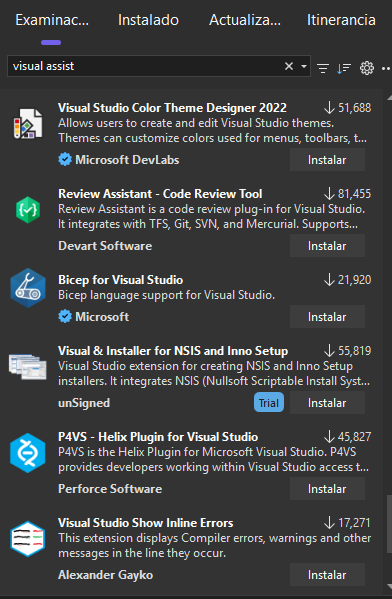 Examinac... Instalado Actualiza... Itinerancia
visual assist
Visual Studio Color Theme Designer 2022 51,688
Allows users to create and edit Visual Studio themes.
Themes can customize colors used for menus, toolbars, t...
Microsoft DevLabs Instalar
Review Assistant - Code Review Tool 81,455
Review Assistant is a code review plug-in for Visual Studio.
It integrates with TFS, Git, SVN, and Mercurial. Supports...
Devart Software Instalar
Bicep for Visual Studio 21,920
Bicep language support for Visual Studio.
Microsoft Instalar
Visual & Installer for NSIS and Inno Setup 55,819
Visual Studio extension for creating NSIS and Inno Setup
installers. It integrates NSIS (Nullsoft Scriptable Install Syst...
unSigned Trial Instalar
P4VS - Helix Plugin for Visual Studio 45,827
P4VS is the Helix Plugin for Microsoft Visual Studio. P4VS
provides developers working within Visual Studio access t...
Perforce Software Instalar
Visual Studio Show Inline Errors 17,271
This extension displays Compiler errors, warnings and other
messages in the line they occur.
Alexander Gayko Instalar